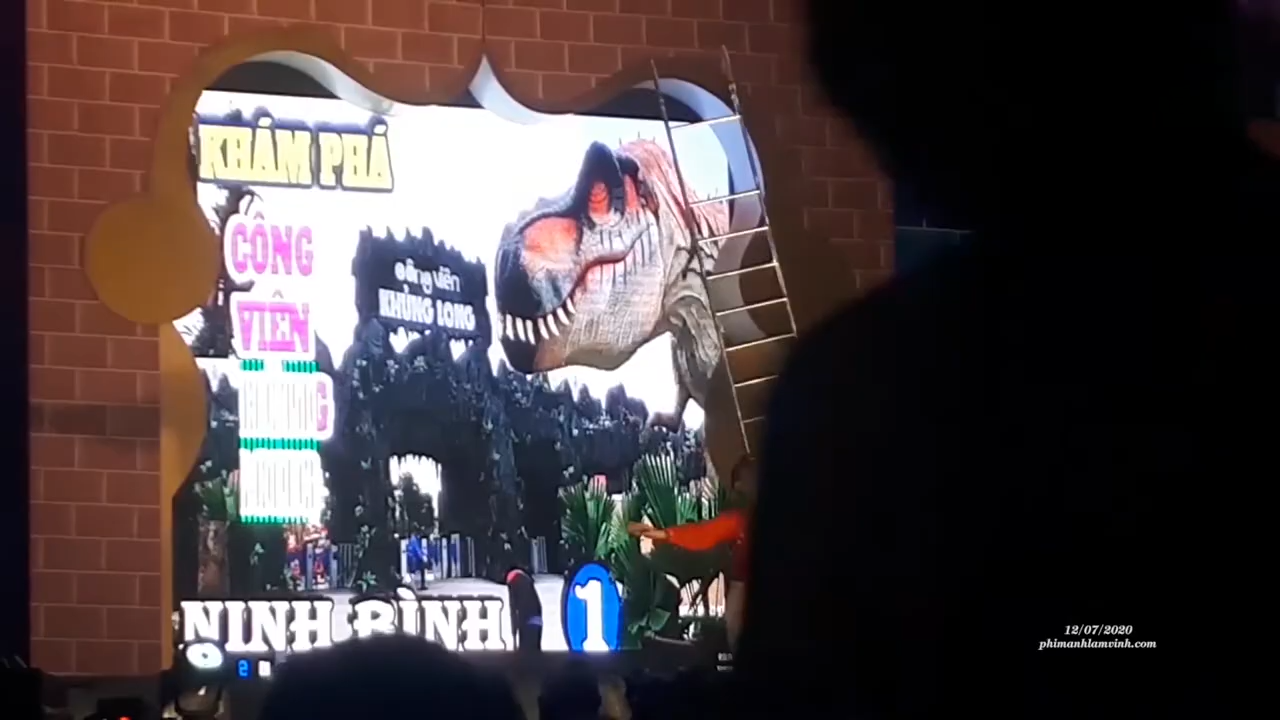 KHÁM PHÁ
CÔNG
VIÊN
công viên
KHỦNG LONG
NINH BÌNH 1
12/07/2020
phimanhlamvinh.com